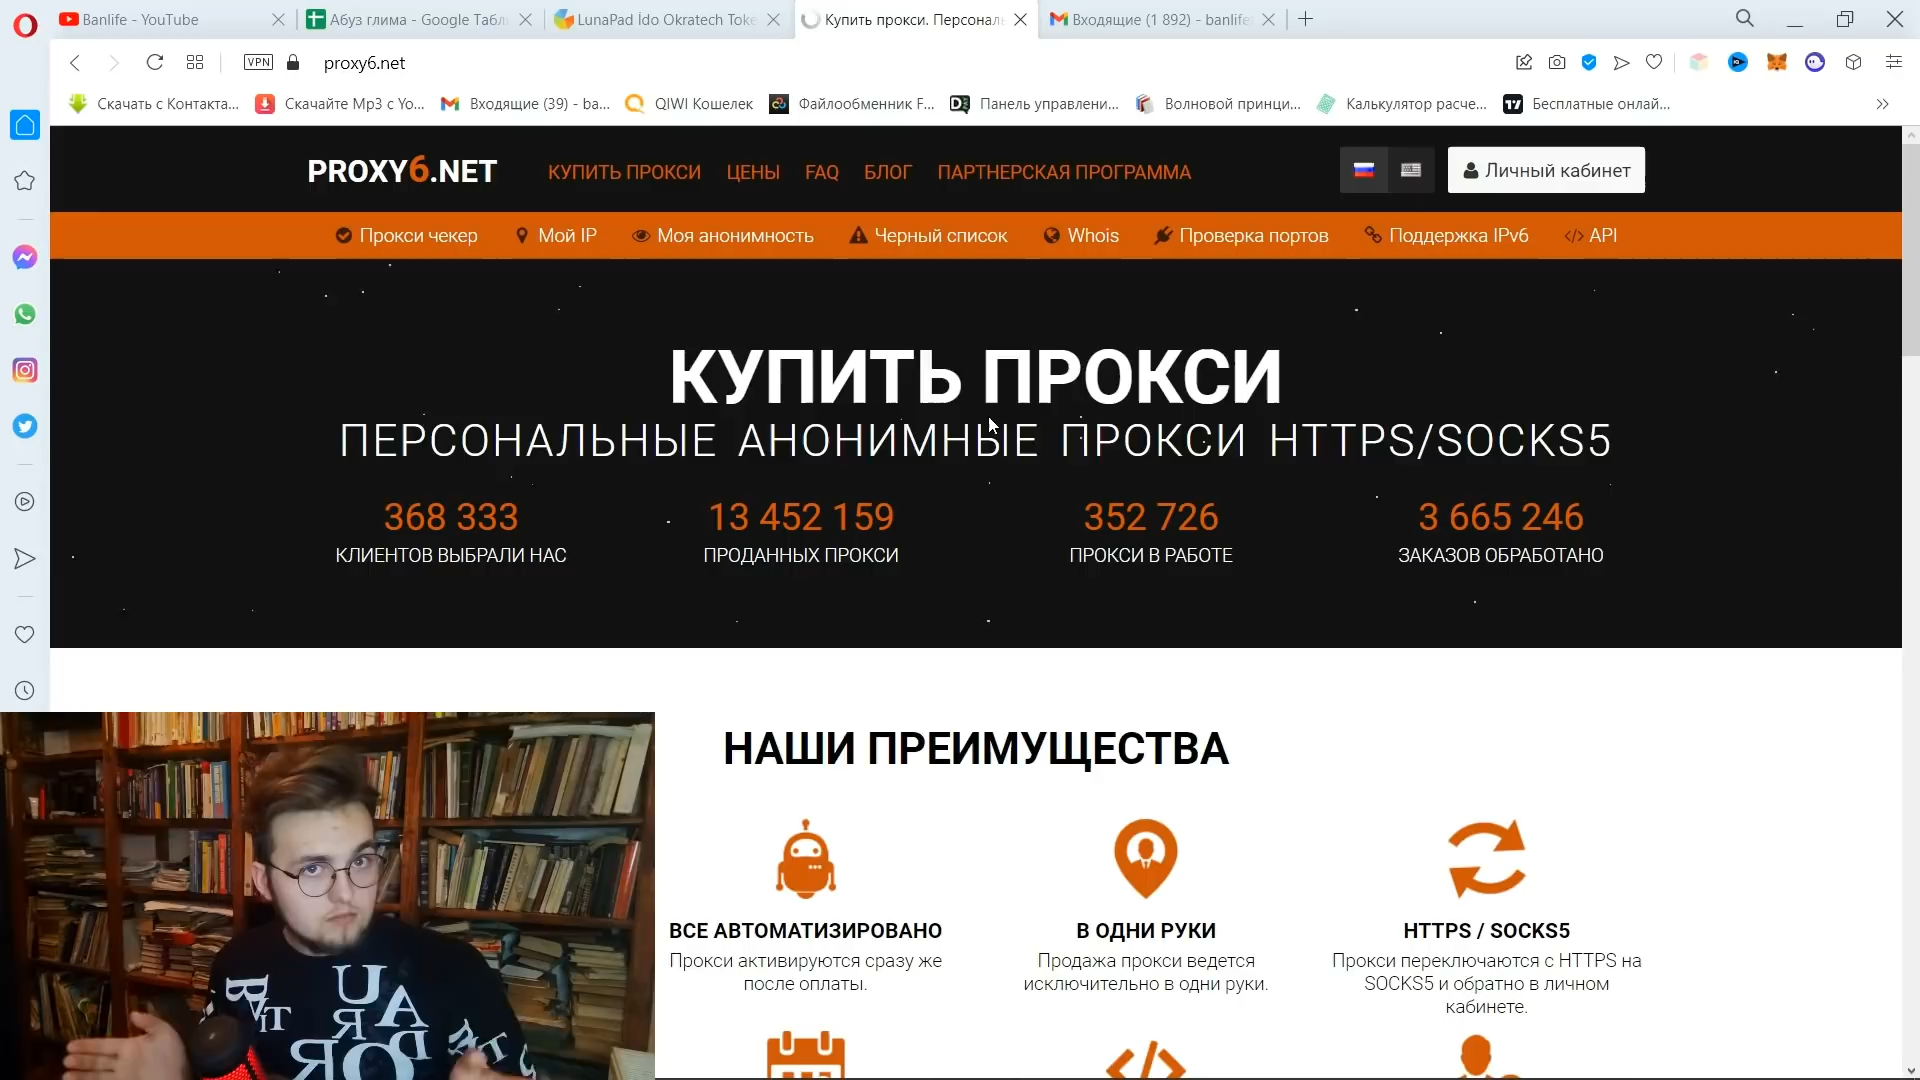 Banlife - YouTube
Абуз глима - Google Табл
LunaPad İdo Okratech Toke
Купить прокси. Персонал
Входящие (1 892) - banlife
VPN
proxy6.net
Скачать с Контакта...
Скачайте Mp3 с Yo...
Входящие (39) - ba...
QIWI Кошелек
Файлообменник F...
Панель управлени...
Волновой принци...
Калькулятор расче...
Бесплатные онлай...
PROXY6.NET
КУПИТЬ ПРОКСИ
ЦЕНЫ
FAQ
БЛОГ
ПАРТНЕРСКАЯ ПРОГРАММА
Личный кабинет
Прокси чекер
Мой IP
Моя анонимность
Черный список
Whois
Проверка портов
Поддержка IPv6
</> API
КУПИТЬ ПРОКСИ
ПЕРСОНАЛЬНЫЕ АНОНИМНЫЕ ПРОКСИ HTTPS/SOCKS5
368 333
13 452 159
352 726
3 665 246
КЛИЕНТОВ ВЫБРАЛИ НАС
ПРОДАННЫХ ПРОКСИ
ПРОКСИ В РАБОТЕ
ЗАКАЗОВ ОБРАБОТАНО
НАШИ ПРЕИМУЩЕСТВА
ВСЕ АВТОМАТИЗИРОВАНО
Прокси активируются сразу же
после оплаты.
В ОДНИ РУКИ
Продажа прокси ведется
исключительно в одни руки.
HTTPS / SOCKS5
Прокси переключаются с HTTPS на
SOCKS5 и обратно в личном
кабинете.